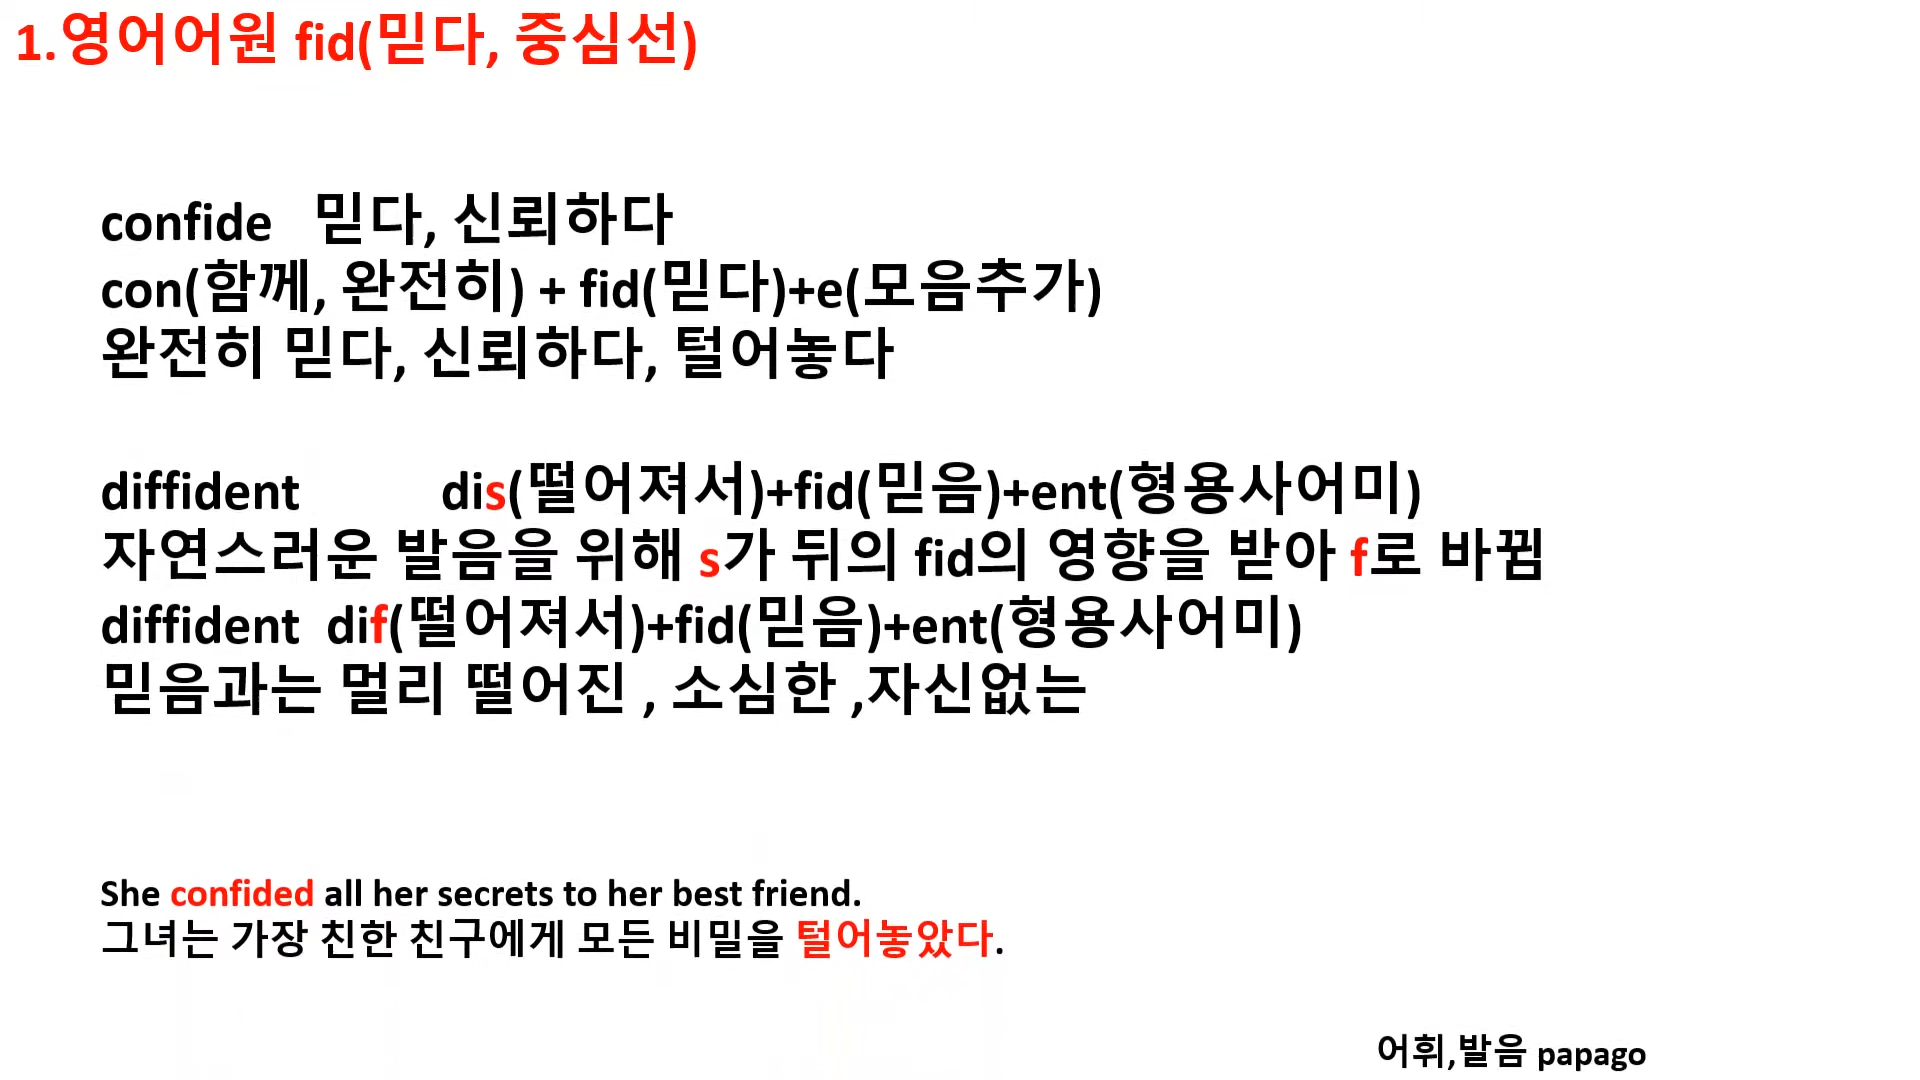 1.영어어원 fid(믿다, 중심선)
confide 믿다, 신뢰하다
con(함께, 완전히) + fid(믿다)+e(모음추가)
완전히 믿다, 신뢰하다, 털어놓다
diffident dis(떨어져서)+fid(믿음)+ent(형용사어미)
자연스러운 발음을 위해 s가 뒤의 fid의 영향을 받아 f로 바뀜
diffident dif(떨어져서)+fid(믿음)+ent(형용사어미)
믿음과는 멀리 떨어진 , 소심한 ,자신없는
She confided all her secrets to her best friend.
그녀는 가장 친한 친구에게 모든 비밀을 털어놓았다.
어휘,발음 papago